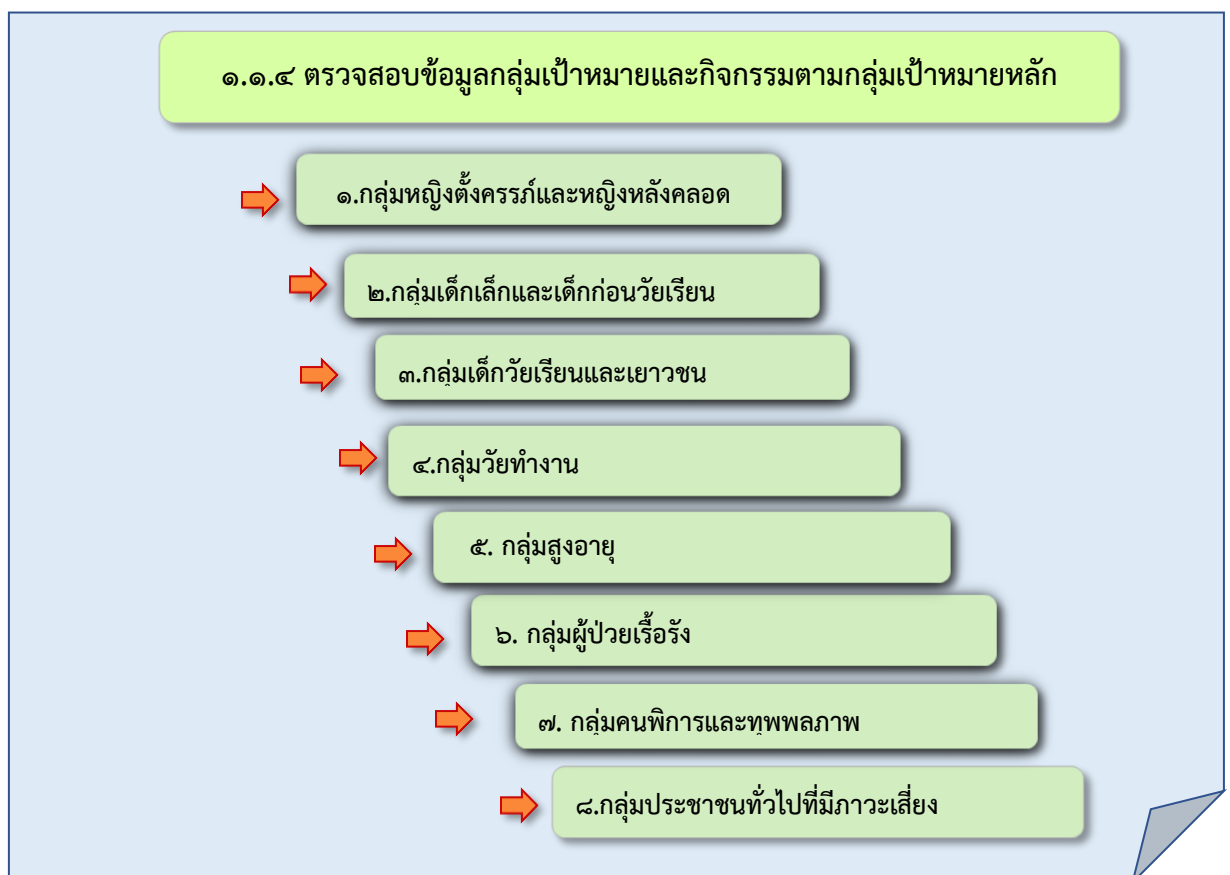 ๑.๑.๔ ตรวจสอบข้อมูลกลุ่มเป้าหมายและกิจกรรมตามกลุ่มเป้าหมายหลัก
๑.กลุ่มหญิงตั้งครรภ์และหญิงหลังคลอด
๒.กลุ่มเด็กเล็กและเด็กก่อนวัยเรียน
๓.กลุ่มเด็กวัยเรียนและเยาวชน
๔.กลุ่มวัยทำงาน
๕. กลุ่มสูงอายุ
๖. กลุ่มผู้ป่วยเรื้อรัง
๗. กลุ่มคนพิการและทุพพลภาพ
๘.กลุ่มประชาชนทั่วไปที่มีภาวะเสี่ยง